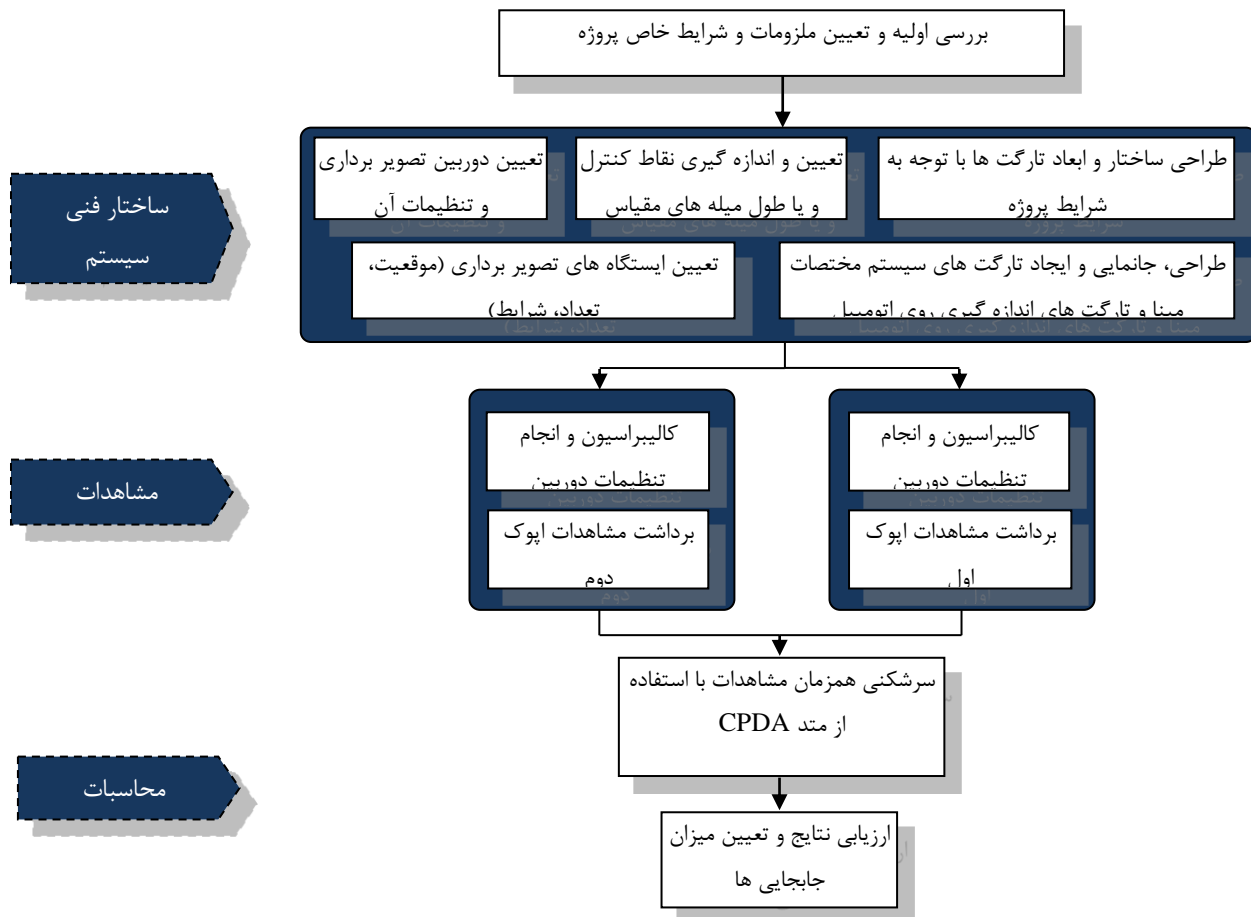 بررسی اولیه و تعیین ملزومات و شرایط خاص پروژه
ساختار فنی
سیستم
طراحی ساختار و ابعاد تارگت ها با توجه به
شرایط پروژه
تعیین و اندازه گیری نقاط کنترل
و یا طول میله های مقیاس
تعیین دوربین تصویر برداری
و تنظیمات آن
طراحی، جانمایی و ایجاد تارگت های سیستم مختصات
مبنا و تارگت های اندازه گیری روی اتومبیل
تعیین ایستگاه های تصویر برداری (موقعیت،
تعداد، شرایط)
مشاهدات
کالیبراسیون و انجام
تنظیمات دوربین
برداشت مشاهدات اپوک
اول
کالیبراسیون و انجام
تنظیمات دوربین
برداشت مشاهدات اپوک
دوم
محاسبات
سرشکنی همزمان مشاهدات با استفاده
از متد CPDA
ارزیابی نتایج و تعیین میزان
جابجایی ها